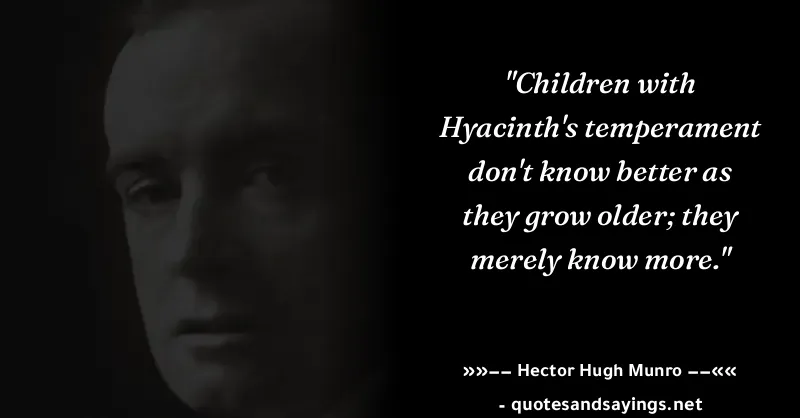 "Children with
Hyacinth's temperament
don't know better as
they grow older; they
merely know more."
»»−− Hector Hugh Munro −−««
- quotesandsayings.net